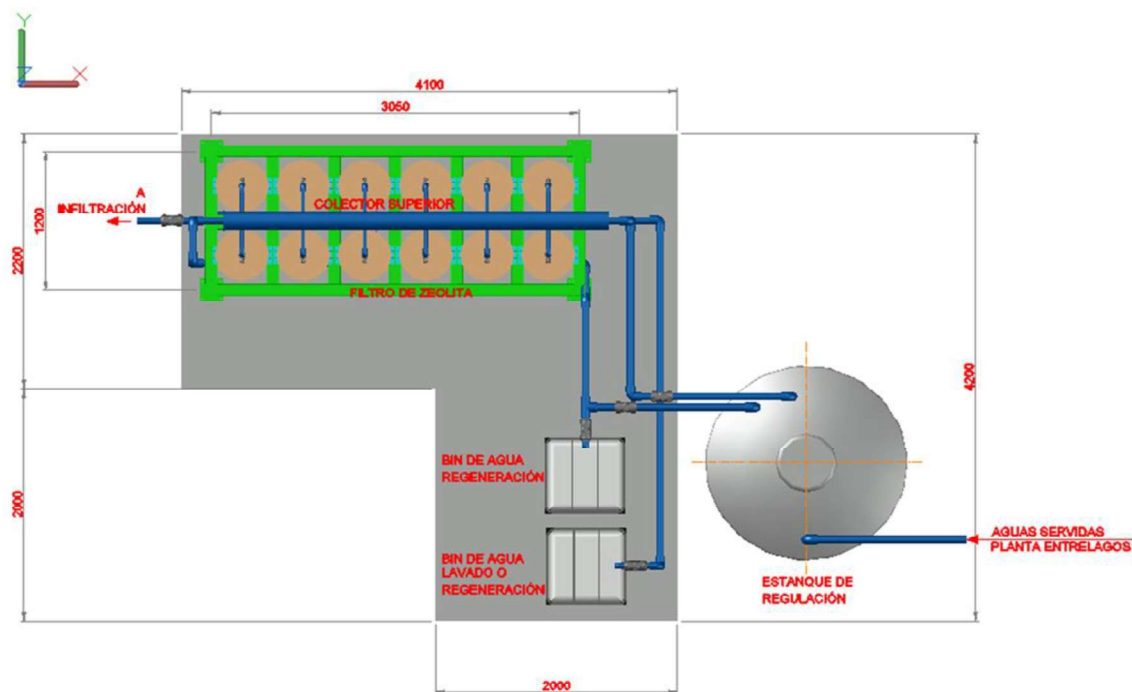 Y
X
Z
4100
3050
A
INFILTRACIÓN
1200
2200
COLECTOR SUPERIOR
FILTRO DE ZEOLITA
4200
2000
BIN DE AGUA
REGENERACIÓN
BIN DE AGUA
LAVADO O
REGENERACIÓN
AGUAS SERVIDAS
PLANTA ENTRELAGOS
ESTANQUE DE
REGULACIÓN
2000